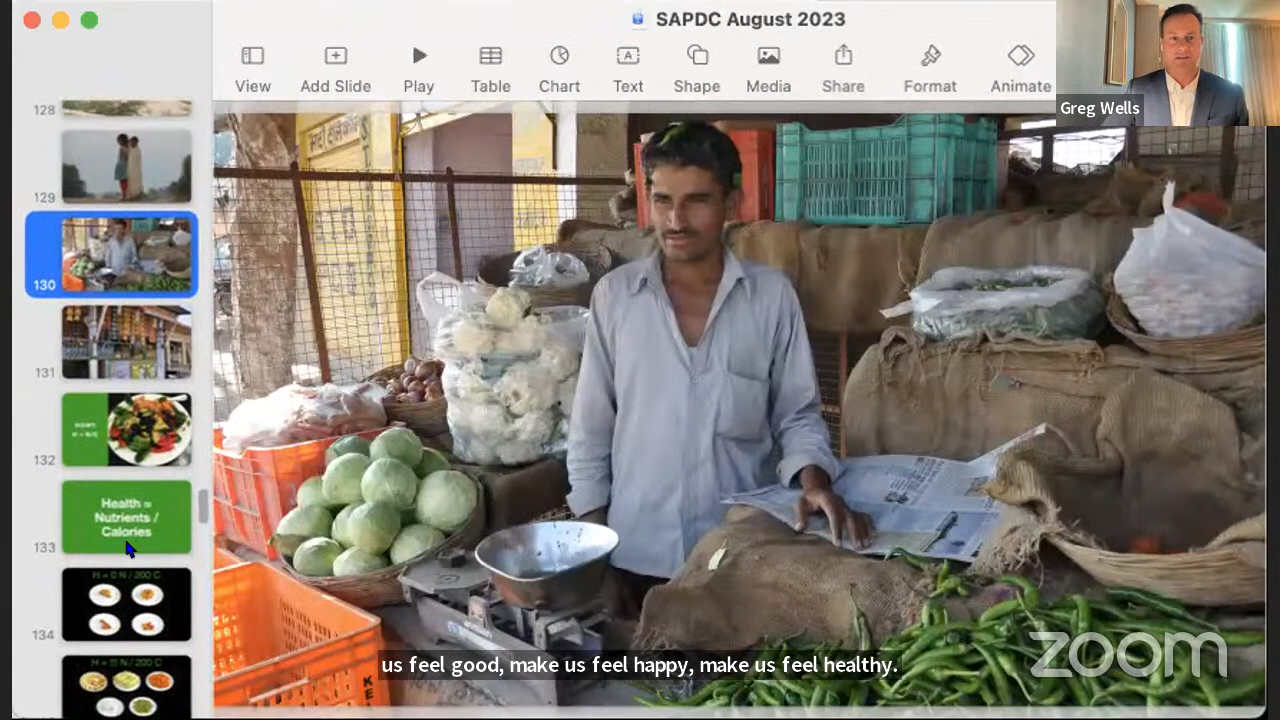 SAPDC August 2023
View
Add Slide
Play
Table
Chart
Text
Shape
Media
Share
Format
Animate
Greg Wells
128
129
130
131
132
133
Health =
Nutrients /
Calories
134
us feel good, make us feel happy, make us feel healthy.
zoom